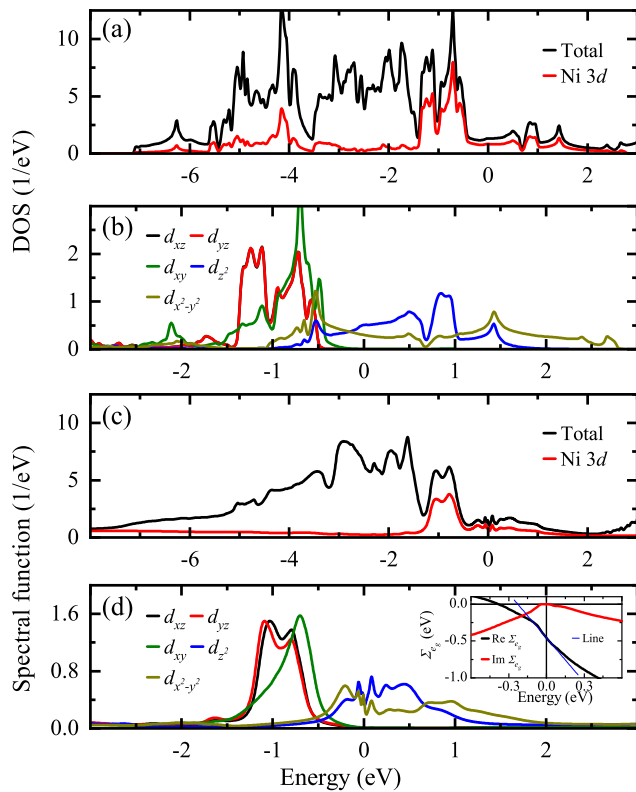 (a)
10
5
0
Total
Ni 3d
-6 -4 -2 0 2
DOS (1/eV)
(b)
2
1
0
d_xz d_yz
d_xy d_z²
d_x²-y²
-2 -1 0 1 2
(c)
10
5
0
Total
Ni 3d
-6 -4 -2 0 2
Spectral function (1/eV)
(d)
1.6
0.8
0.0
d_xz d_yz
d_xy d_z²
d_x²-y²
0.0
-0.5
-1.0
Σ_e_g (eV)
Re Σ_e_g Line
Im Σ_e_g
-0.3 0.0 0.3
Energy (eV)
-2 -1 0 1 2
Energy (eV)